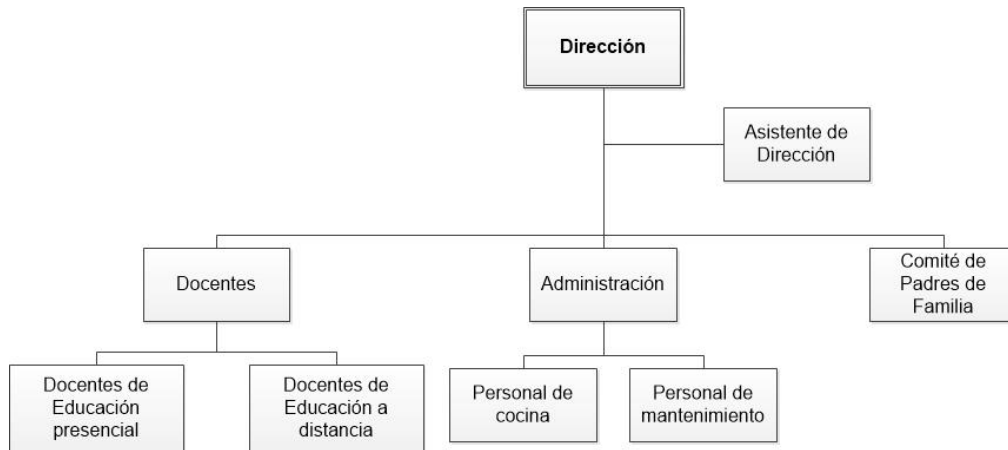 Dirección
Asistente de
Dirección
Docentes
Administración
Comité de
Padres de
Familia
Docentes de
Educación
presencial
Docentes de
Educación a
distancia
Personal de
cocina
Personal de
mantenimiento